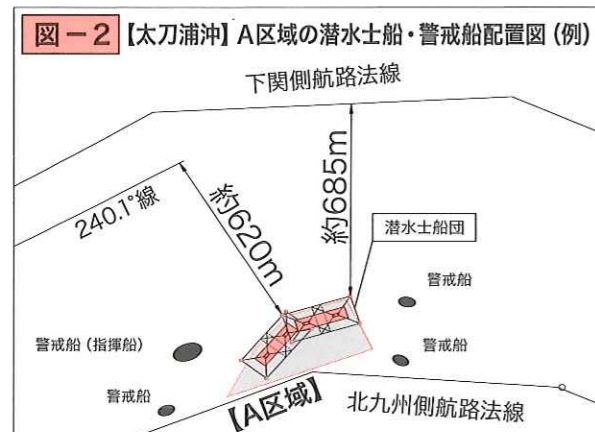 図-2 【太刀浦沖】A区域の潜水士船・警戒船配置図(例)
下関側航路法線
240.1°線
約620m
約685m
潜水士船団
警戒船
警戒船(指揮船)
警戒船
警戒船
【A区域】
北九州側航路法線